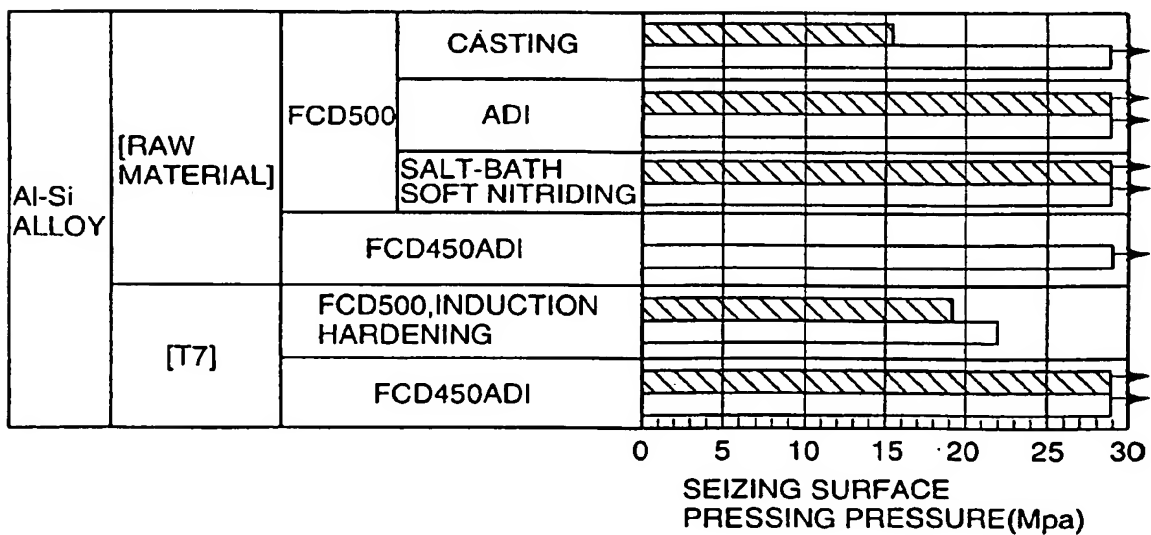 Al-Si
ALLOY
[RAW
MATERIAL]
FCD500
CASTING
ADI
SALT-BATH
SOFT NITRIDING
FCD450ADI
[T7]
FCD500,INDUCTION
HARDENING
FCD450ADI
0 5 10 15 20 25 30
SEIZING SURFACE
PRESSING PRESSURE(Mpa)